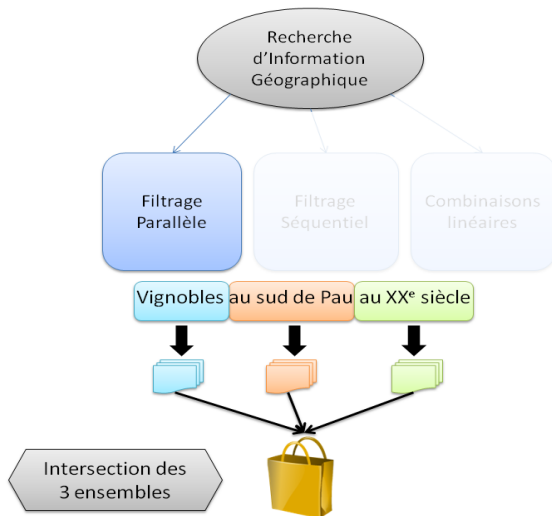 Recherche
d'Information
Géographique
Filtrage
Parallèle
Filtrage
Séquentiel
Combinaisons
linéaires
Vignobles au sud de Pau au XXᵉ siècle
Intersection des
3 ensembles